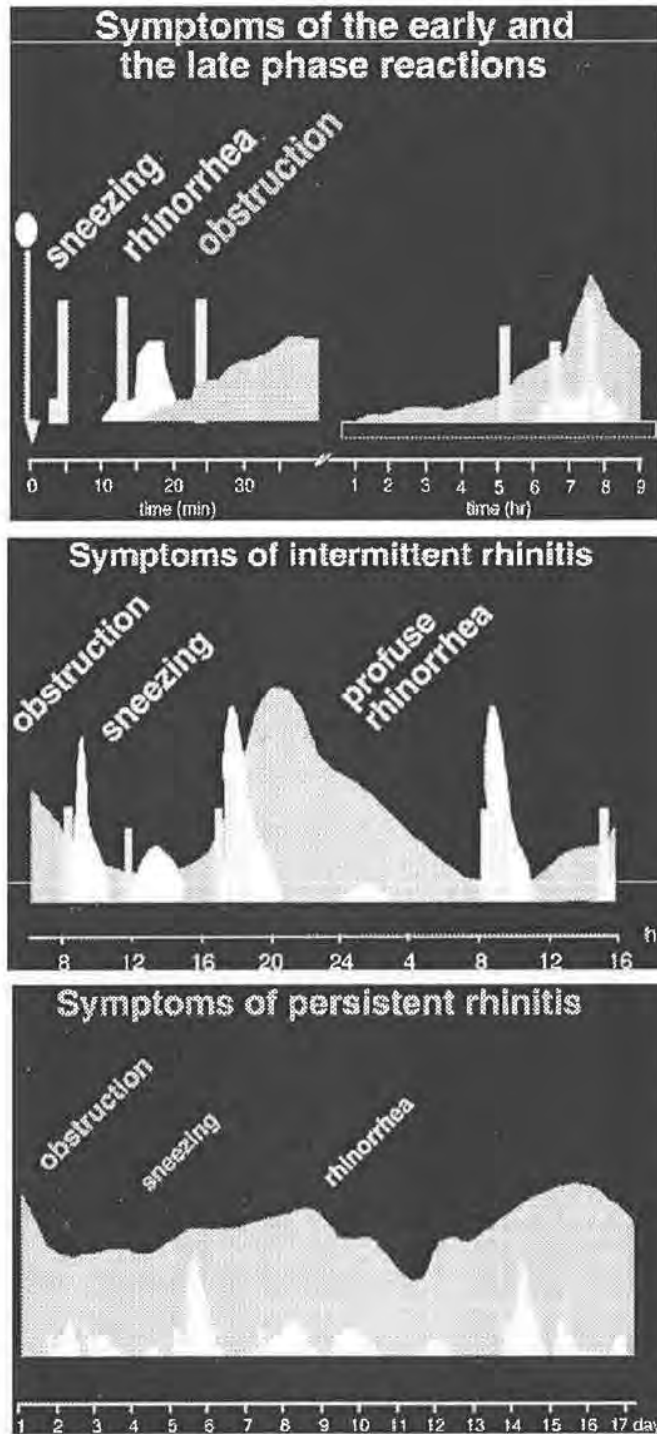 Symptoms of the early and
the late phase reactions
sneezing
rhinorrhea
obstruction
0 10 20 30 1 2 3 4 5 6 7 8 9
time (min) time (hr)
Symptoms of intermittent rhinitis
obstruction
sneezing
profuse
rhinorrhea
8 12 16 20 24 4 8 12 16 h
Symptoms of persistent rhinitis
obstruction
sneezing
rhinorrhea
1 2 3 4 5 6 7 8 9 10 11 12 13 14 15 16 17 day